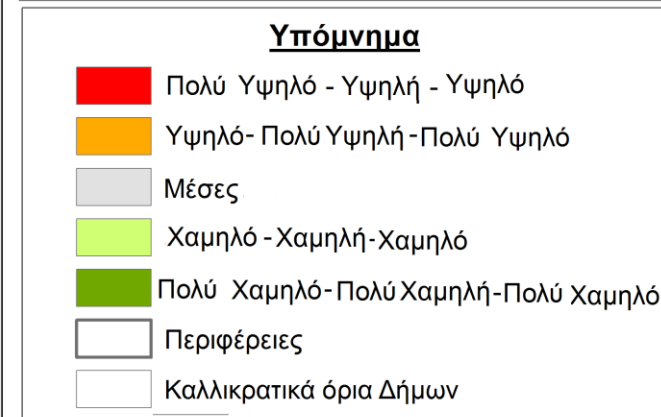 Υπόμνημα
Πολύ Υψηλό - Υψηλή - Υψηλό
Υψηλό- Πολύ Υψηλή -Πολύ Υψηλό
Μέσες
Χαμηλό -Χαμηλή-Χαμηλό
Πολύ Χαμηλό-Πολύ Χαμηλή-Πολύ Χαμηλό
Περιφέρειες
Καλλικρατικά όρια Δήμων